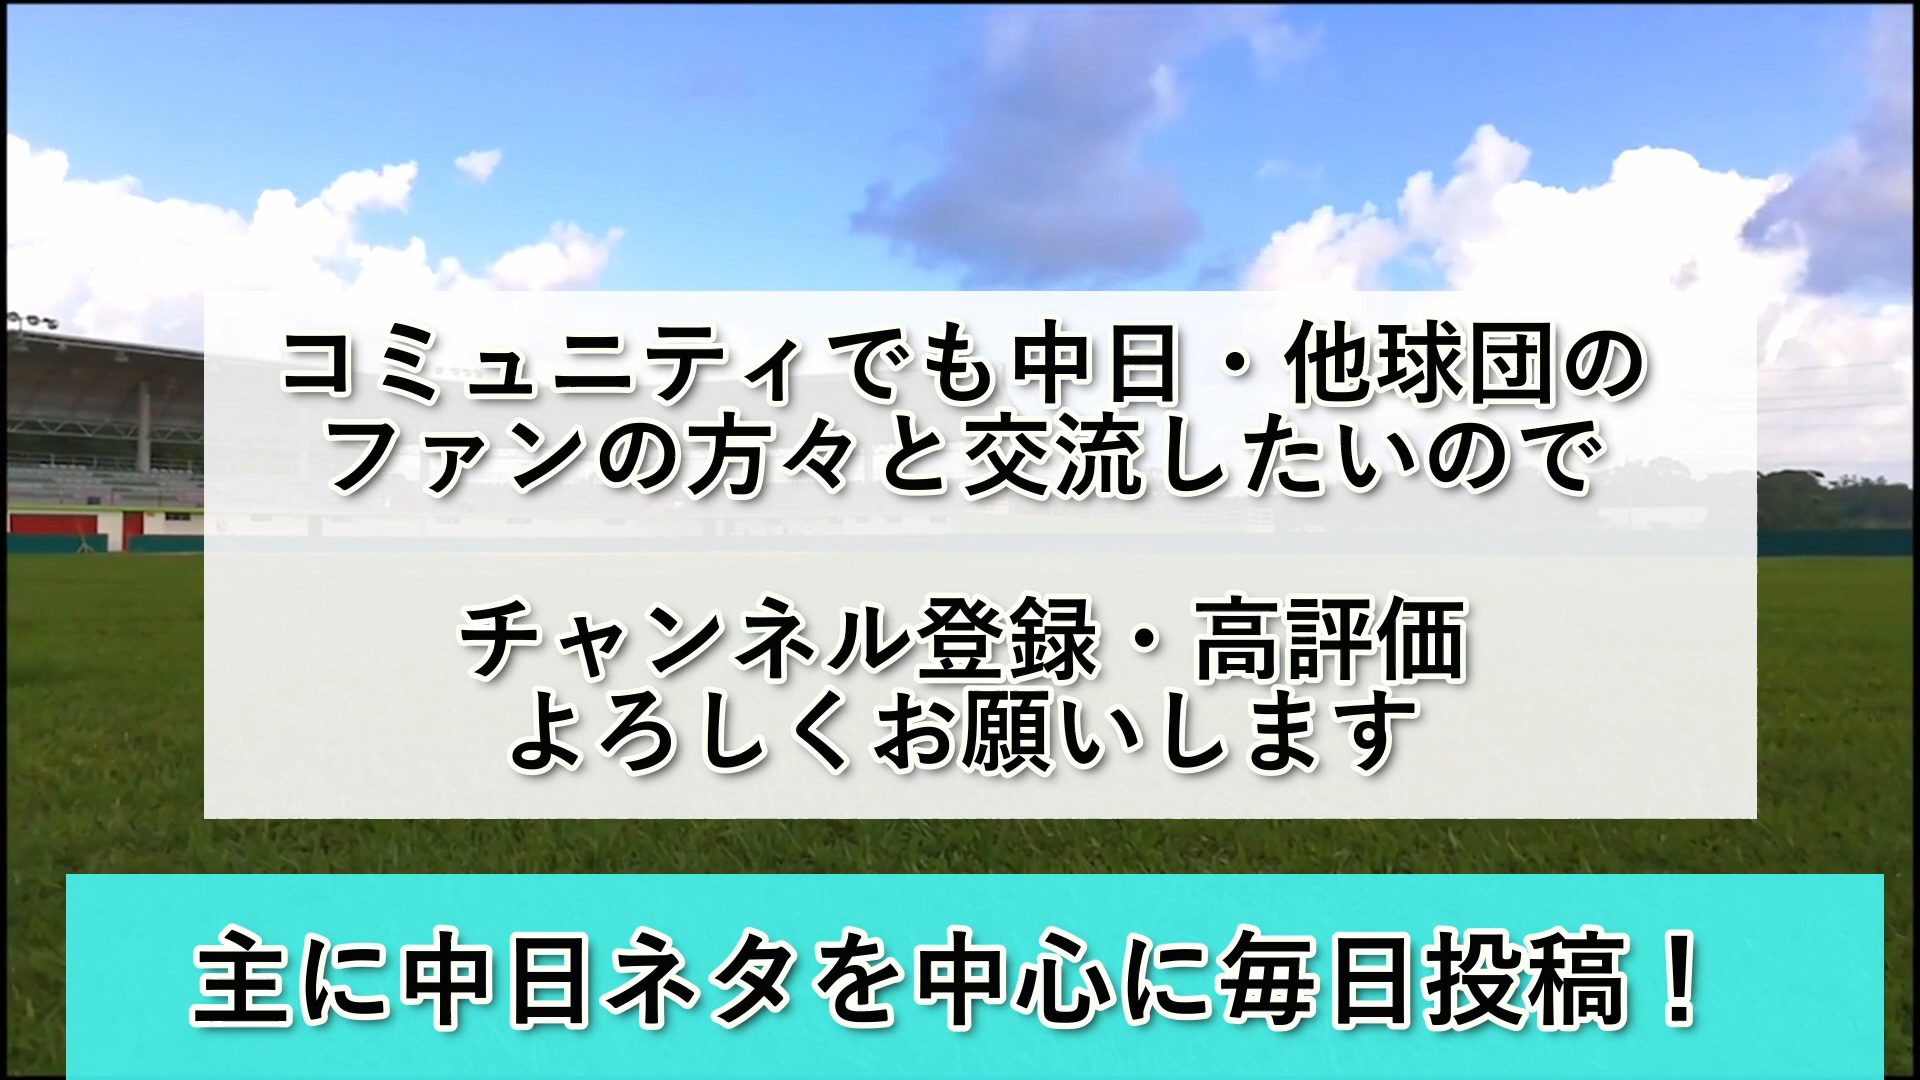 コミュニティでも中日・他球団の
ファンの方々と交流したいので
チャンネル登録・高評価
よろしくお願いします
主に中日ネタを中心に毎日投稿！